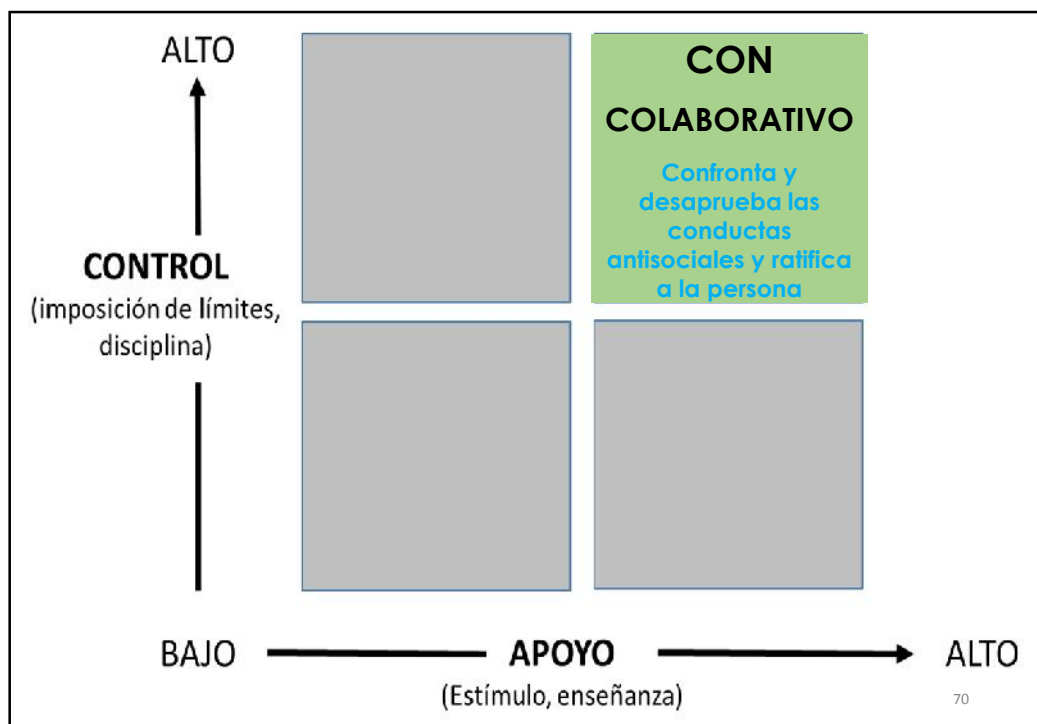 ALTO
CON
COLABORATIVO
Confronta y
desaprueba las
conductas
antisociales y ratifica
a la persona
CONTROL
(imposición de límites,
disciplina)
BAJO
APOYO
ALTO
(Estímulo, enseñanza)
70